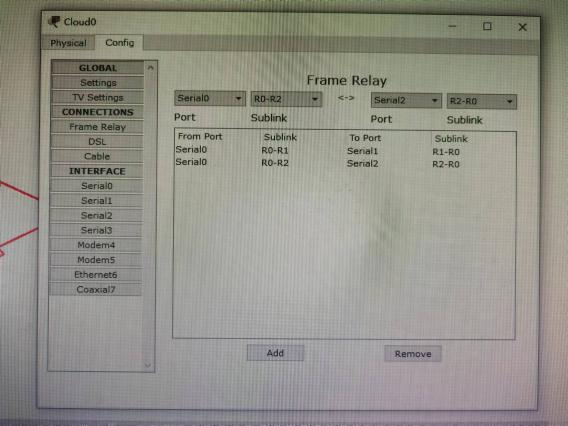 Cloud0
Physical Config
GLOBAL
Settings
TV Settings
CONNECTIONS
Frame Relay
DSL
Cable
INTERFACE
Serial0
Serial1
Serial2
Serial3
Modem4
Modem5
Ethernet6
Coaxial7
Frame Relay
Serial0 R0-R2 <-> Serial2 R2-R0
Port Sublink Port Sublink
From Port Sublink To Port Sublink
Serial0 R0-R1 Serial1 R1-R0
Serial0 R0-R2 Serial2 R2-R0
Add Remove